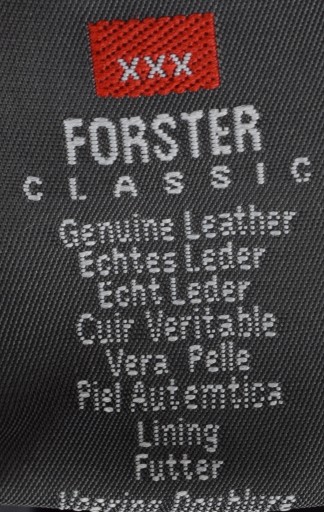 XXX
FORSTER
CLASSIC
Genuine Leather
Echtes Leder
Echt Leder
Cuir Veritable
Vera Pelle
Piel Autemtica
Lining
Futter